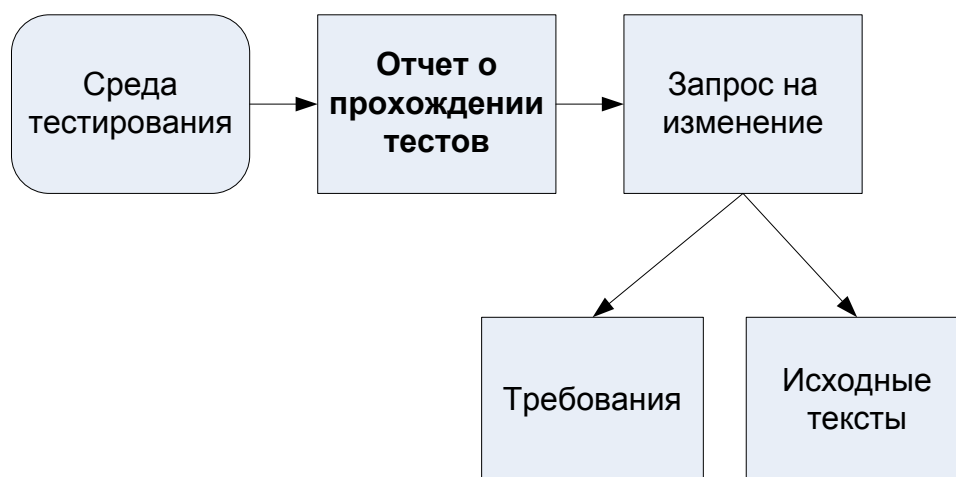 Среда
тестирования
Отчет о
прохождении
тестов
Запрос на
изменение
Требования
Исходные
тексты